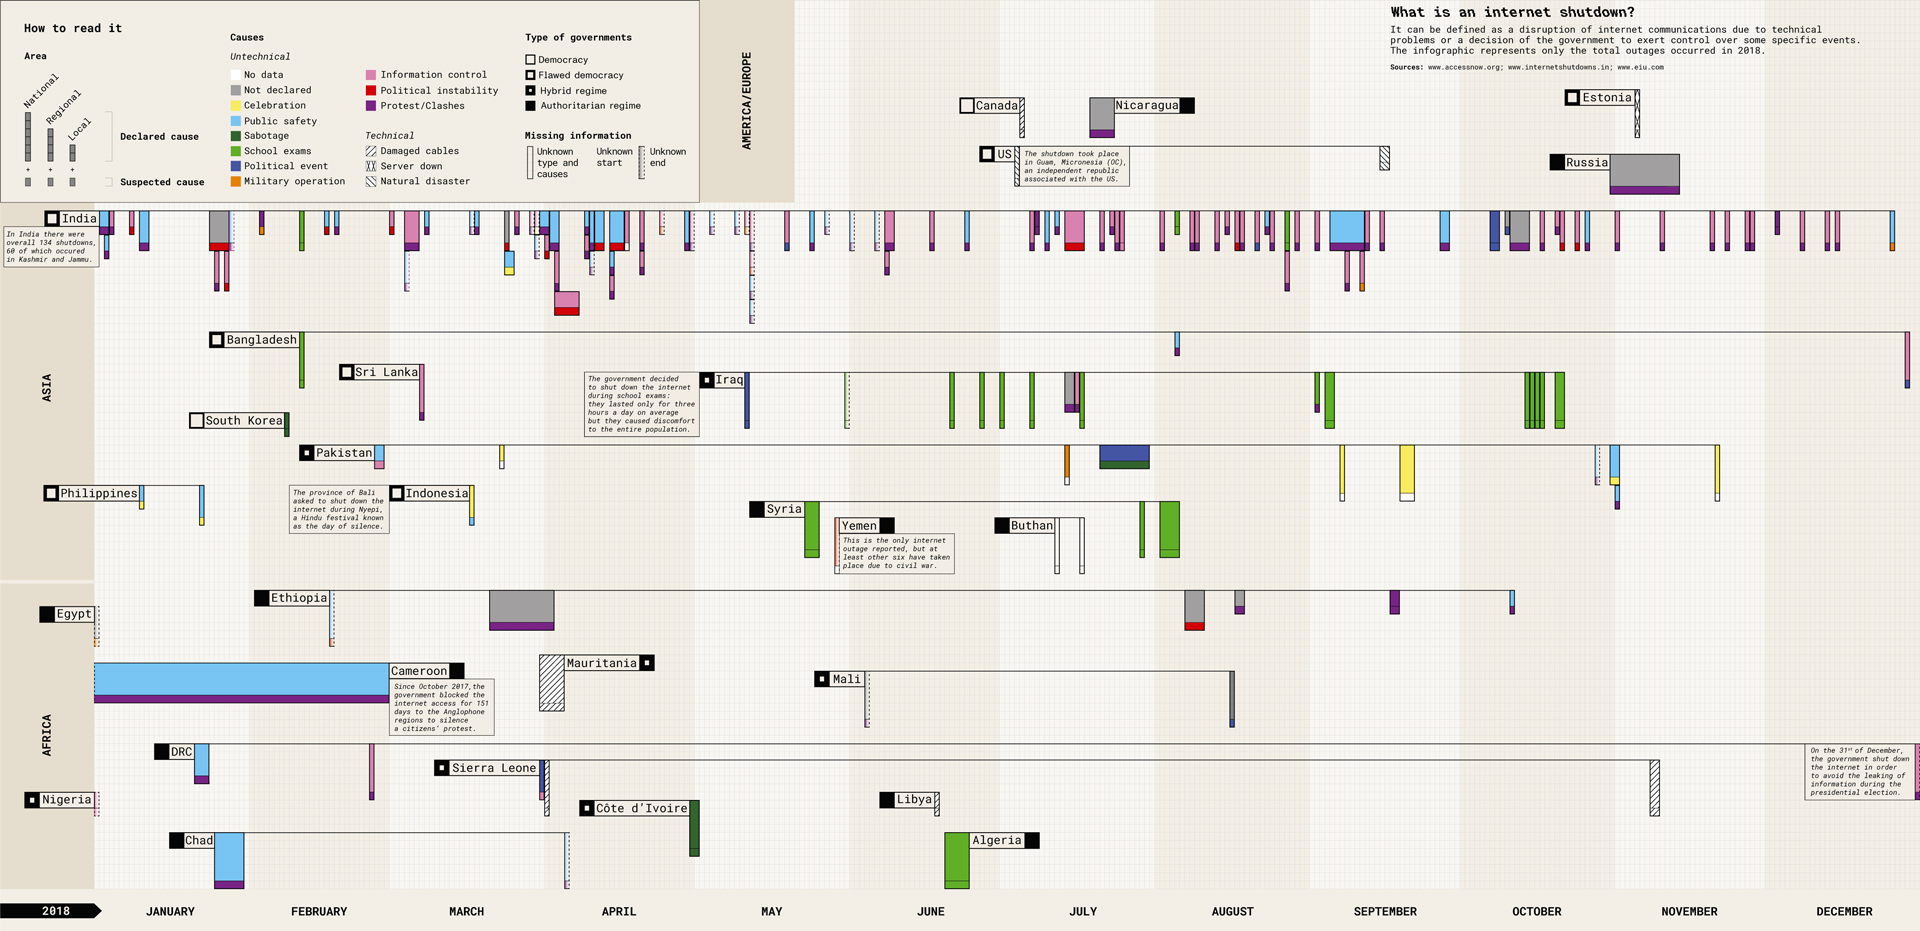 How to read it
Area
National
Regional
Local
+ + +
Declared cause
Suspected cause
Causes
Untechnical
No data
Not declared
Celebration
Public safety
Sabotage
School exams
Political event
Military operation
Information control
Political instability
Protest/Clashes
Technical
Damaged cables
Server down
Natural disaster
Type of governments
Democracy
Flawed democracy
Hybrid regime
Authoritarian regime
Missing information
Unknown
type and
causes
Unknown
start
Unknown
end
What is an internet shutdown?
It can be defined as a disruption of internet communications due to technical
problems or a decision of the government to exert control over some specific events.
The infographic represents only the total outages occurred in 2018.
Sources: www.accessnow.org; www.internetshutdowns.in; www.eiu.com
AMERICA/EUROPE
Canada
Nicaragua
Estonia
US
The shutdown took place
in Guam, Micronesia (OC),
an independent republic
associated with the US.
Russia
ASIA
India
In India there were
overall 134 shutdowns,
60 of which occured
in Kashmir and Jammu.
Bangladesh
Sri Lanka
The government decided
to shut down the internet
during school exams:
they lasted only for three
hours a day on average
but they caused discomfort
to the entire population.
Iraq
South Korea
Pakistan
Philippines
The province of Bali
asked to shut down the
internet during Nyepi,
a Hindu festival known
as the day of silence.
Indonesia
Syria
Yemen
This is the only internet
outage reported, but at
least other six have taken
place due to civil war.
Buthan
AFRICA
Ethiopia
Egypt
Cameroon
Since October 2017,the
government blocked the
internet access for 151
days to the Anglophone
regions to silence
a citizens' protest.
Mauritania
Mali
DRC
On the 31st of December,
the government shut down
the internet in order
to avoid the leaking of
information during the
presidential election.
Sierra Leone
Nigeria
Côte d'Ivoire
Libya
Chad
Algeria
2018
JANUARY
FEBRUARY
MARCH
APRIL
MAY
JUNE
JULY
AUGUST
SEPTEMBER
OCTOBER
NOVEMBER
DECEMBER